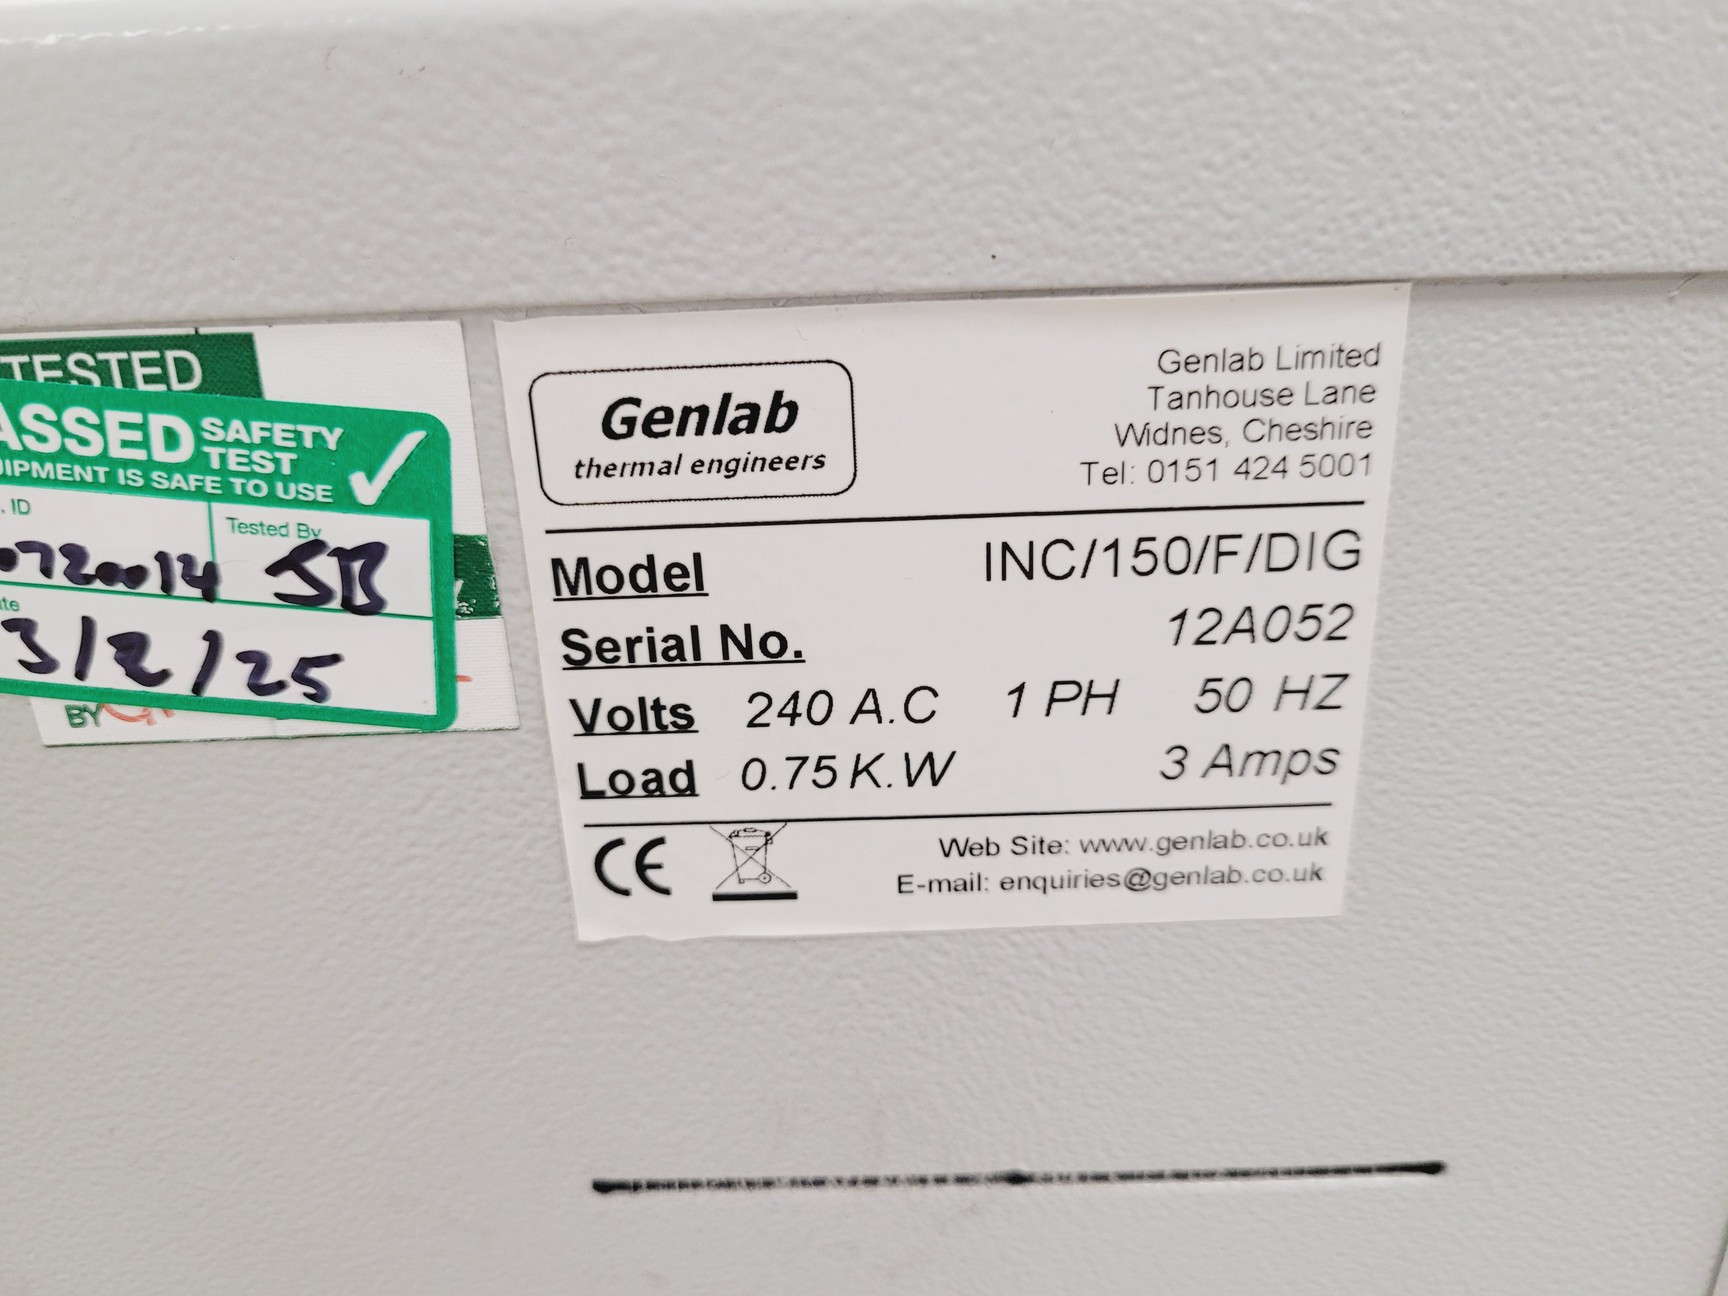 TESTED
ASSED SAFETY TEST
IPMENT IS SAFE TO USE
. ID
Tested By
0720014 JB
3/2/25
BY
Genlab
thermal engineers
Genlab Limited
Tanhouse Lane
Widnes, Cheshire
Tel: 0151 424 5001
Model INC/150/F/DIG
Serial No. 12A052
Volts 240 A.C 1 PH 50 HZ
Load 0.75 K.W 3 Amps
CE
Web Site: www.genlab.co.uk
E-mail: enquiries@genlab.co.uk